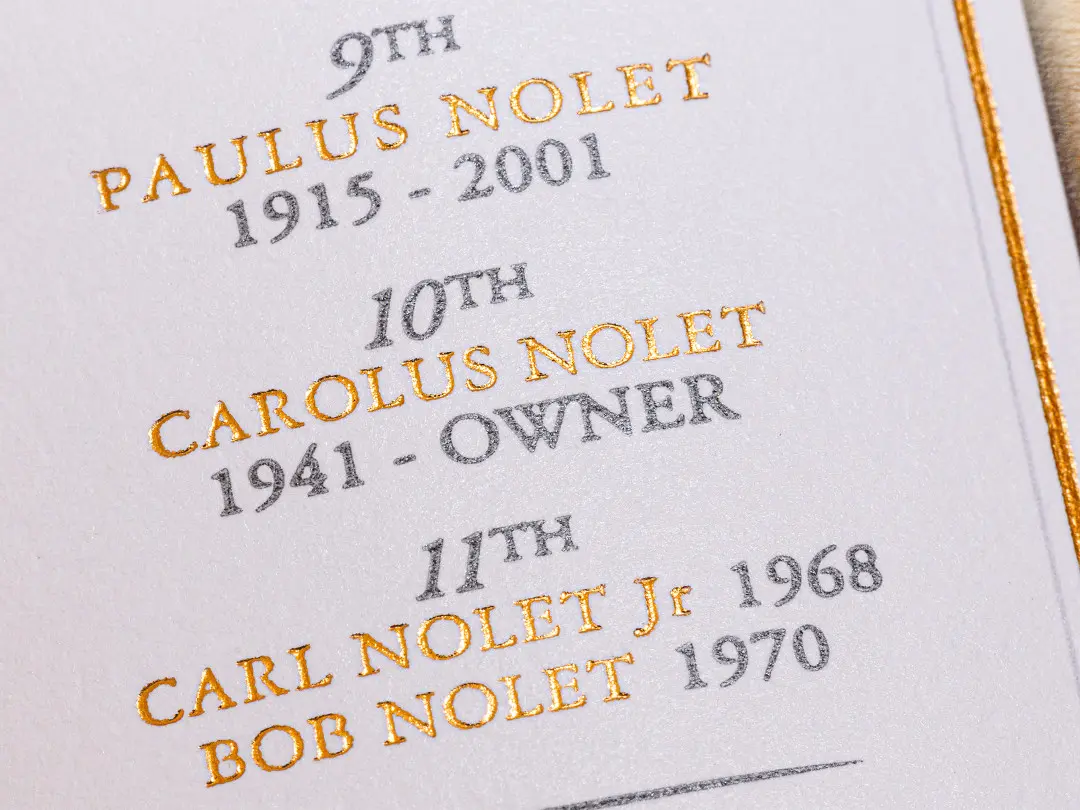 9TH
PAULUS NOLET
1915 - 2001
10TH
CAROLUS NOLET
1941 - OWNER
11TH
CARL NOLET Jr 1968
BOB NOLET 1970